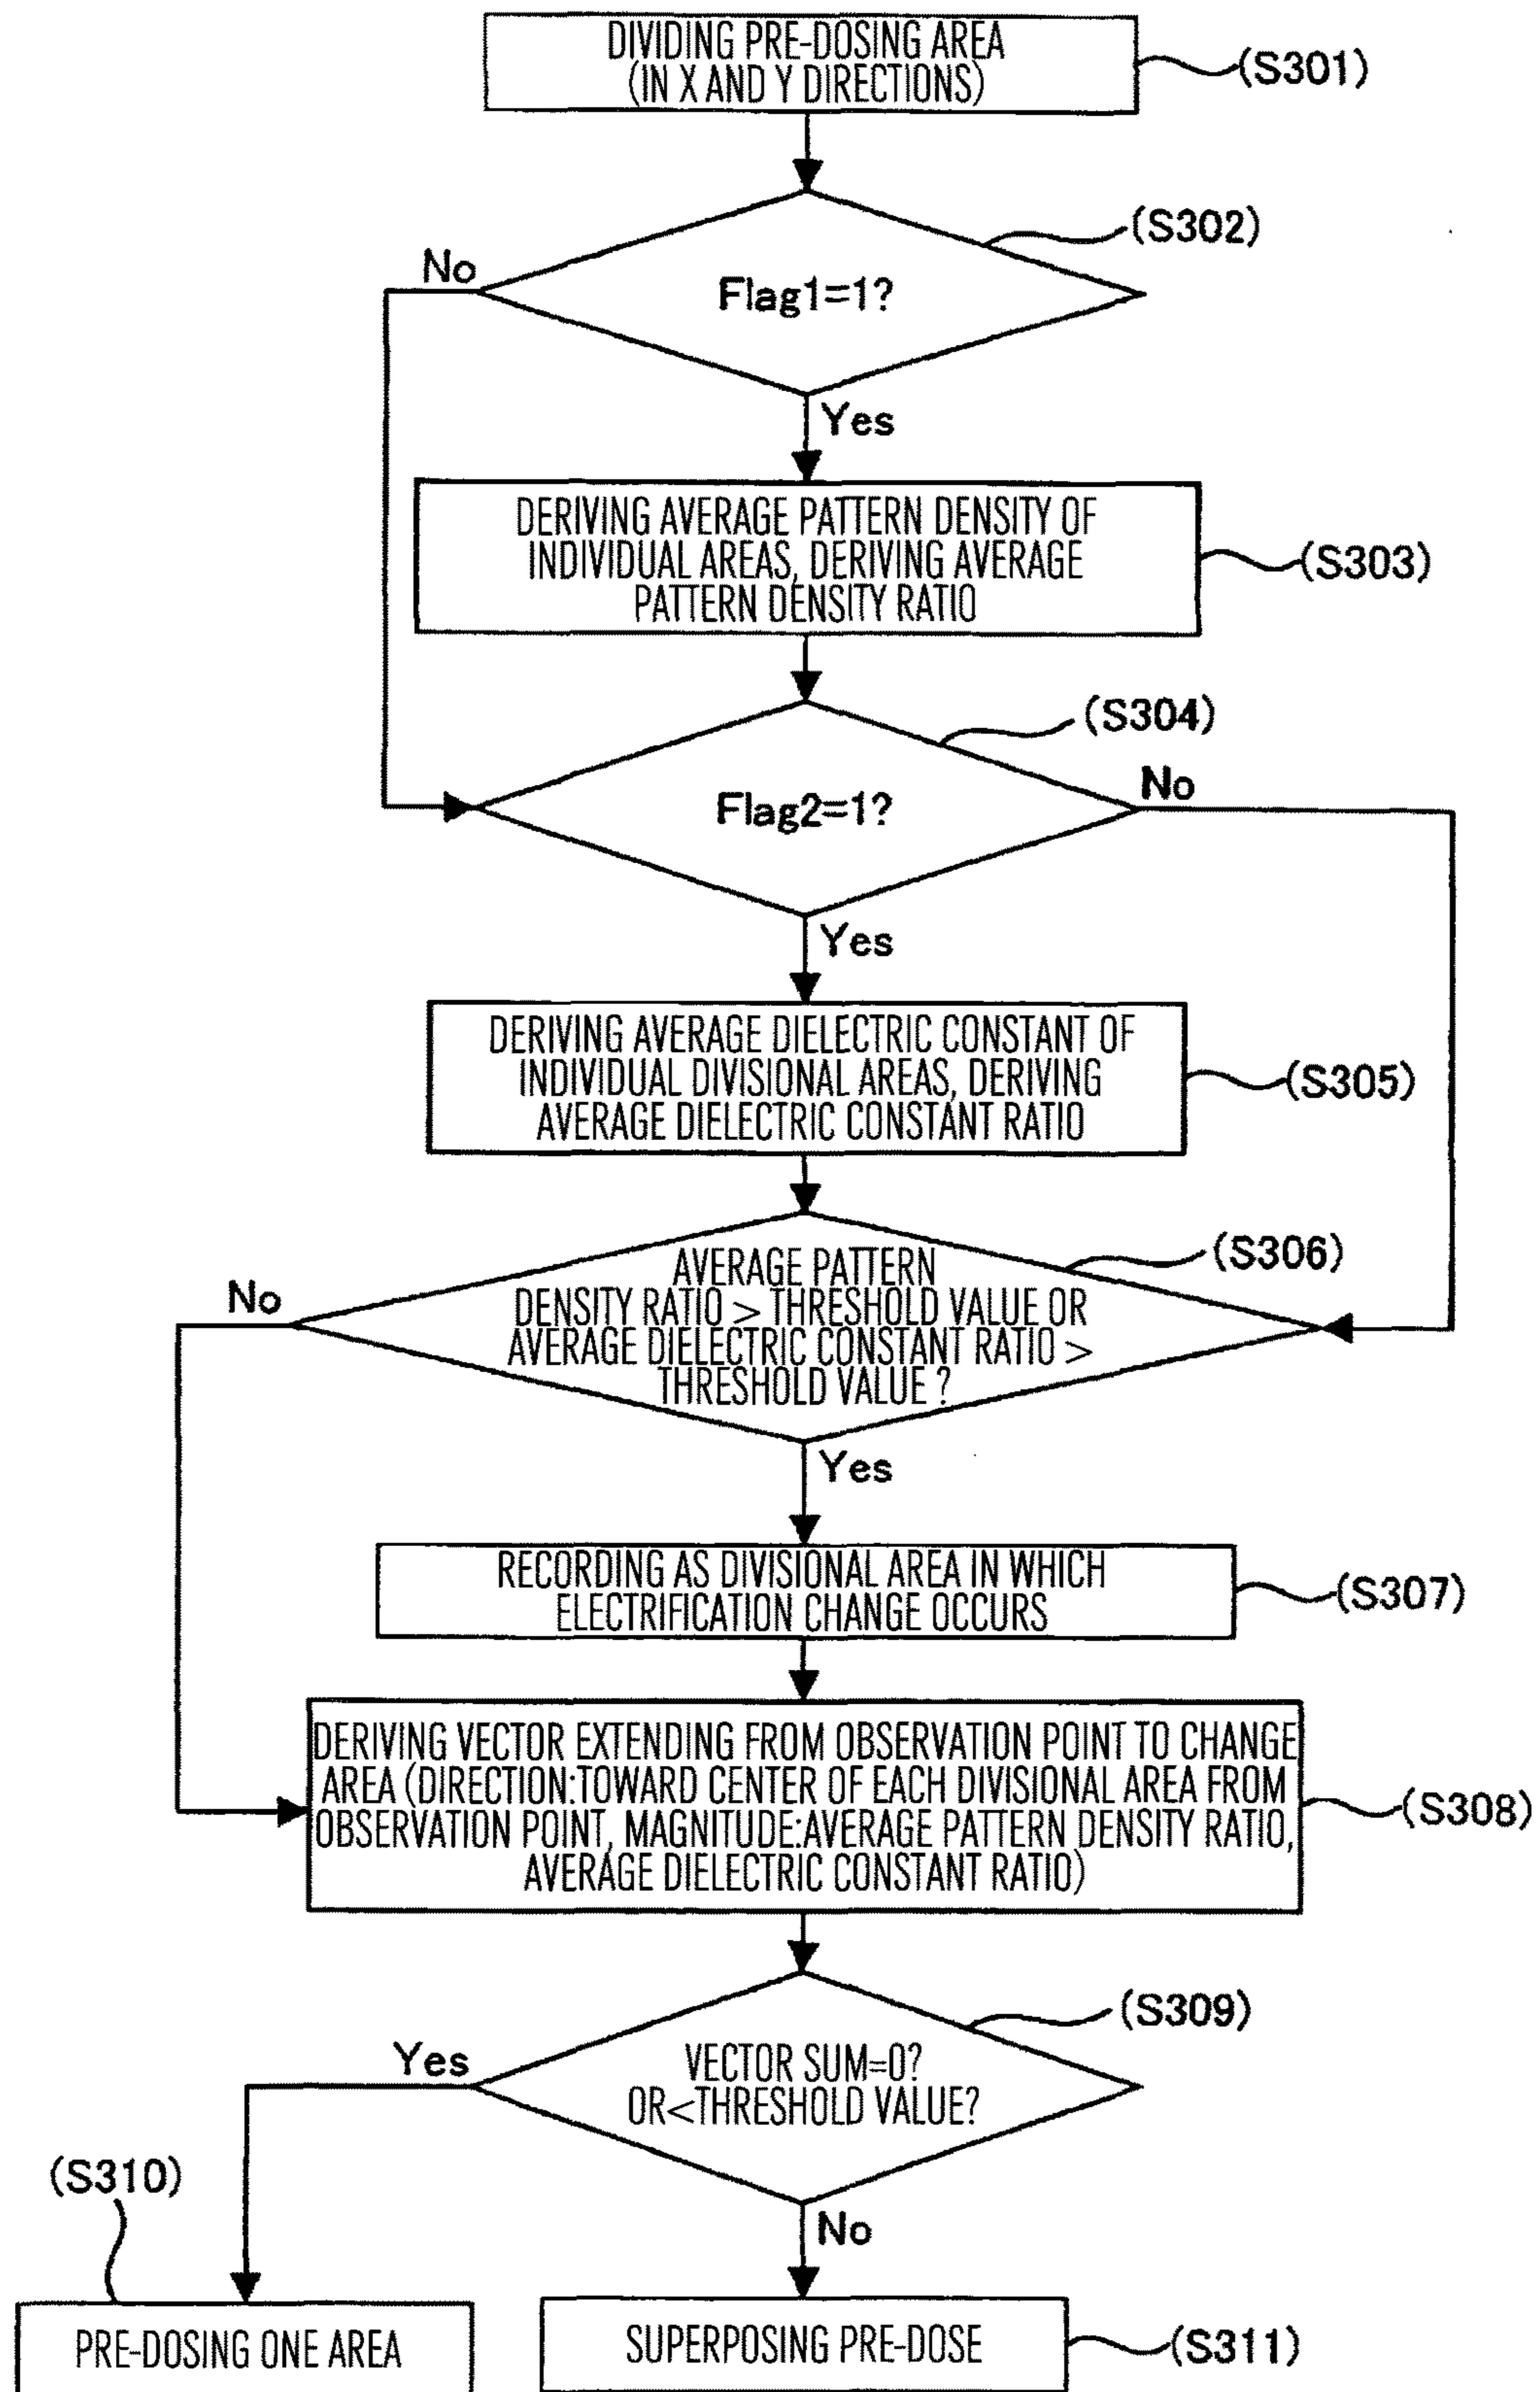 DIVIDING PRE-DOSING AREA
(IN X AND Y DIRECTIONS)
(S301)
(S302)
No
Flag1=1?
Yes
DERIVING AVERAGE PATTERN DENSITY OF
INDIVIDUAL AREAS, DERIVING AVERAGE
PATTERN DENSITY RATIO
(S303)
(S304)
No
Flag2=1?
Yes
DERIVING AVERAGE DIELECTRIC CONSTANT OF
INDIVIDUAL DIVISIONAL AREAS, DERIVING
AVERAGE DIELECTRIC CONSTANT RATIO
(S305)
(S306)
No
AVERAGE PATTERN
DENSITY RATIO > THRESHOLD VALUE OR
AVERAGE DIELECTRIC CONSTANT RATIO >
THRESHOLD VALUE ?
Yes
RECORDING AS DIVISIONAL AREA IN WHICH
ELECTRIFICATION CHANGE OCCURS
(S307)
DERIVING VECTOR EXTENDING FROM OBSERVATION POINT TO CHANGE
AREA (DIRECTION:TOWARD CENTER OF EACH DIVISIONAL AREA FROM
OBSERVATION POINT, MAGNITUDE:AVERAGE PATTERN DENSITY RATIO,
AVERAGE DIELECTRIC CONSTANT RATIO)
(S308)
(S309)
Yes
VECTOR SUM=0?
OR<THRESHOLD VALUE?
(S310)
No
PRE-DOSING ONE AREA
SUPERPOSING PRE-DOSE
(S311)